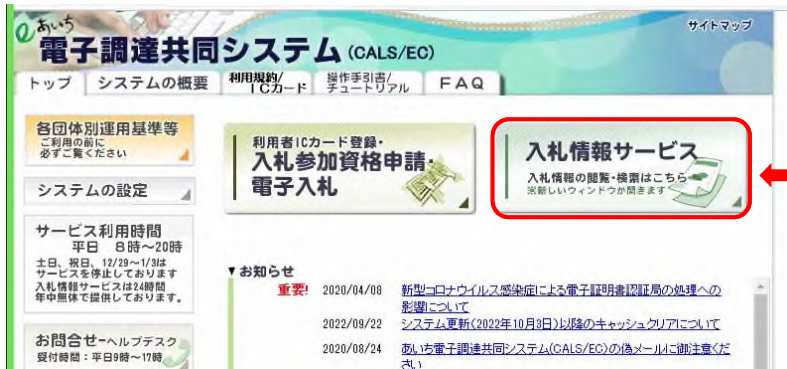 あいち
電子調達共同システム (CALS/EC)
サイトマップ
トップ
システムの概要
利用規約/
ICカード
操作手引書/
チュートリアル
FAQ
各団体別運用基準等
ご利用の前に
必ずご覧ください
システムの設定
サービス利用時間
平日 8時～20時
土日、祝日、12/29～1/3は
サービスを停止しております
入札情報サービスは24時間
年中無休で提供しております。
お問合せーヘルプデスク
受付時間:平日9時～17時
利用者ICカード登録・
入札参加資格申請・
電子入札
入札情報サービス
入札情報の閲覧・検索はこちら
※新しいウィンドウが開きます
▼お知らせ
重要! 2020/04/08 新型コロナウイルス感染症による電子証明書認証局の処理への
影響について
2022/09/22 システム更新(2022年10月3日)以降のキャッシュクリアについて
2020/08/24 あいち電子調達共同システム(CALS/EC)の偽メールに御注意くだ
さい